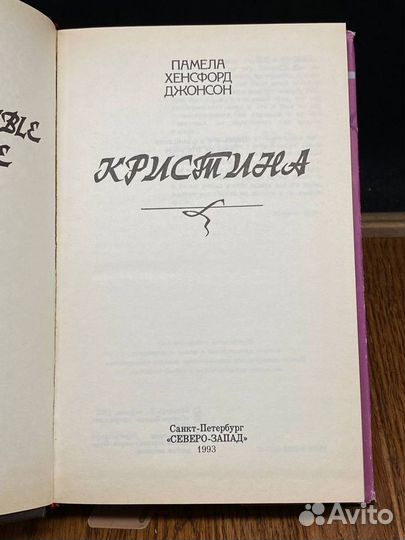 ПАМЕЛА
ХЕНСФОРД
ДЖОНСОН
КРИСТИНА
Санкт-Петербург
«СЕВЕРО-ЗАПАД»
1993
Avito